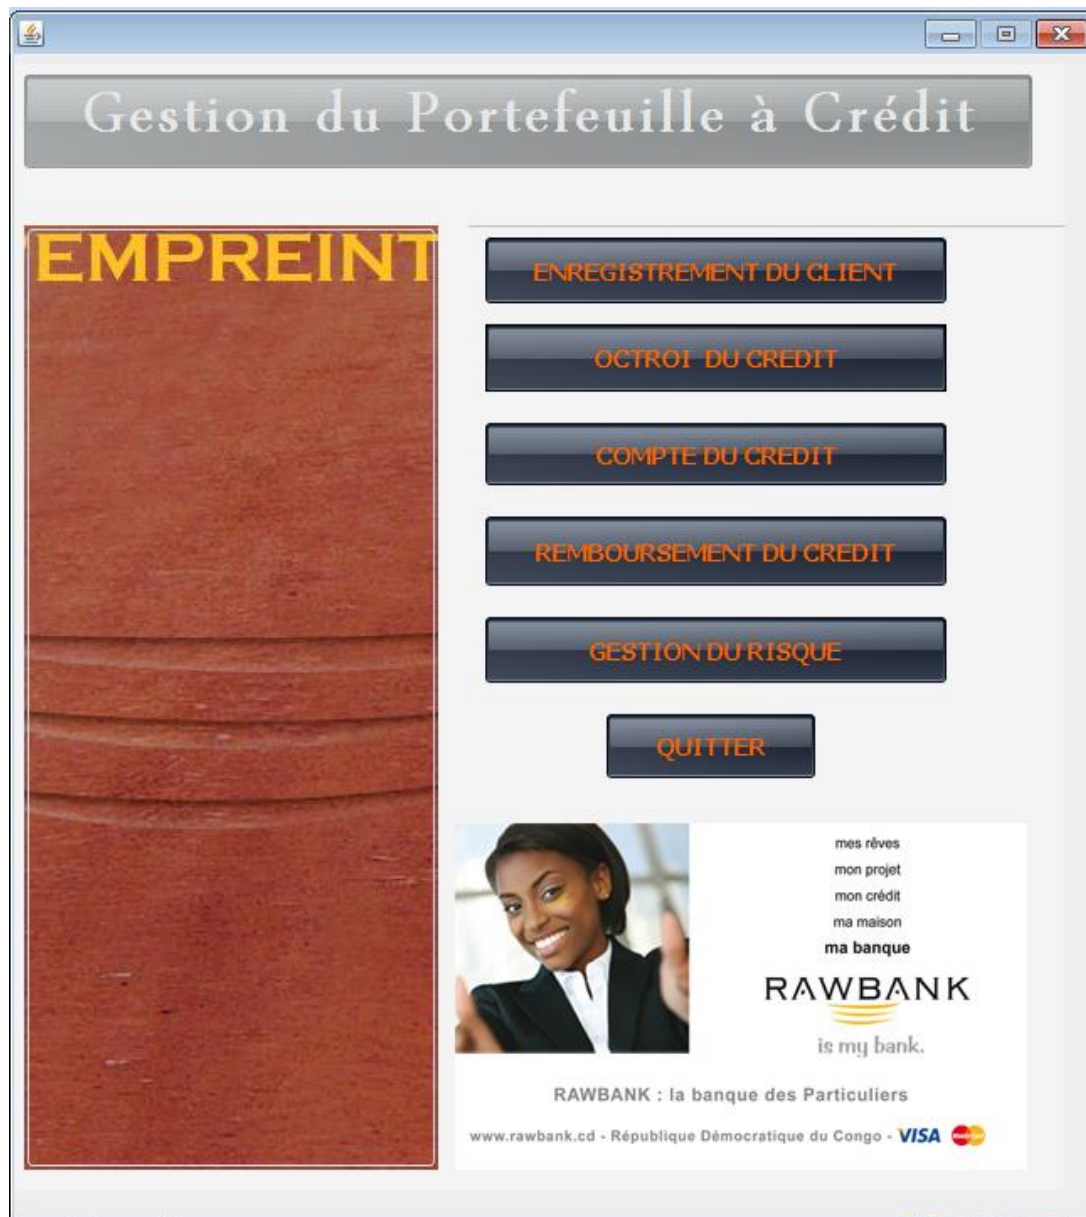 Gestion du Portefeuille à Crédit
EMPREINT
ENREGISTREMENT DU CLIENT
OCTROI DU CREDIT
COMPTE DU CREDIT
REMBOURSEMENT DU CREDIT
GESTION DU RISQUE
QUITTER
mes rêves
mon projet
mon crédit
ma maison
ma banque
RAWBANK
is my bank.
RAWBANK : la banque des Particuliers
www.rawbank.cd - République Démocratique du Congo - VISA